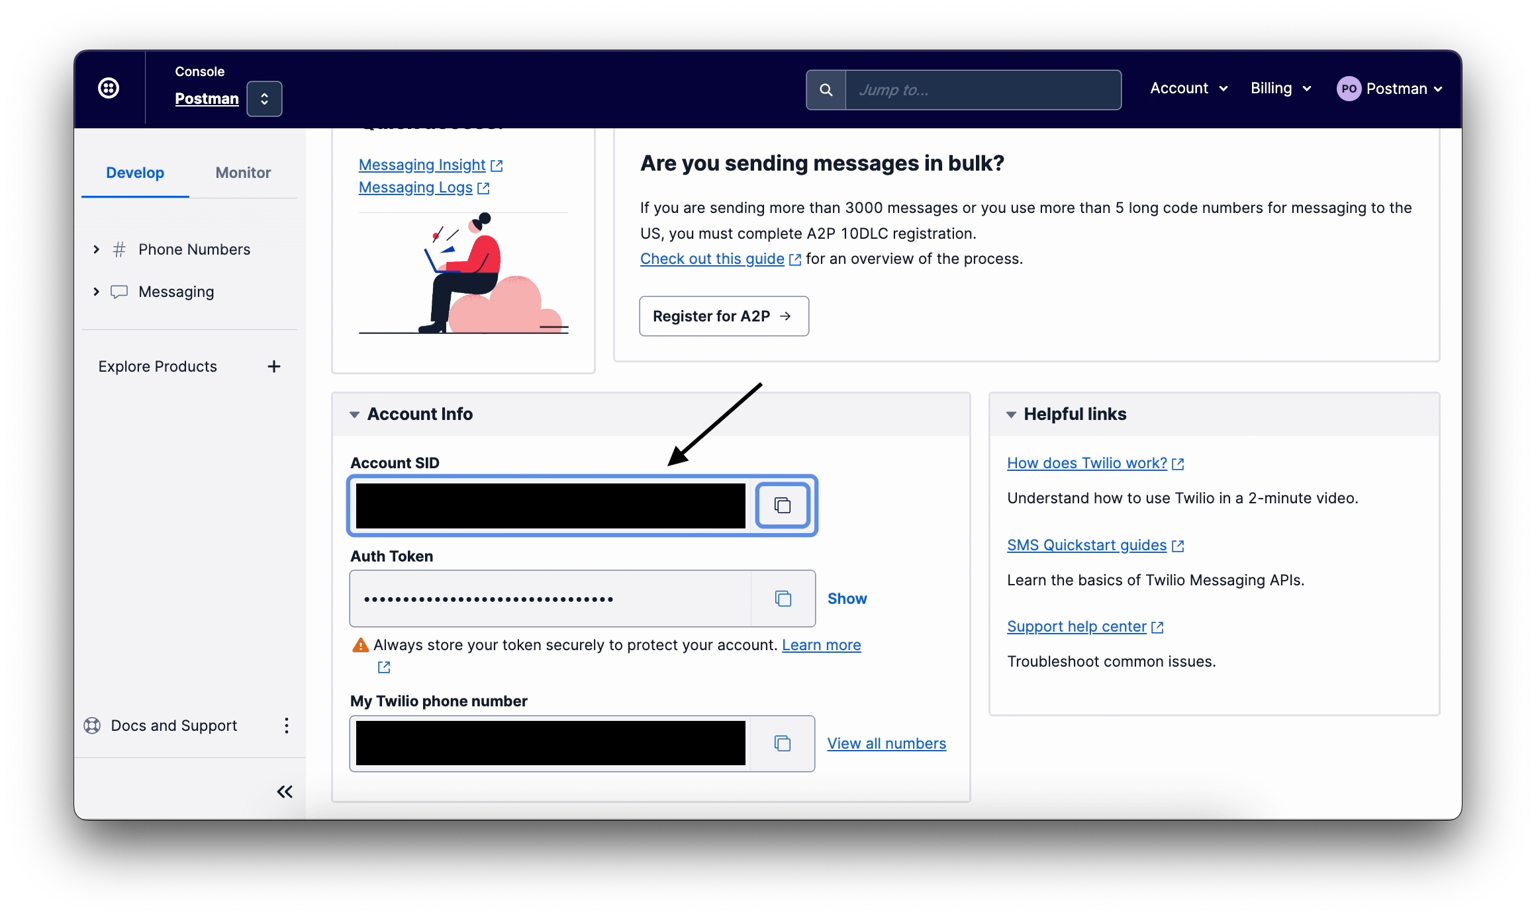 Console
Postman
Jump to...
Account
Billing
PO
Postman
Develop
Monitor
# Phone Numbers
Messaging
Explore Products
+
Docs and Support
Messaging Insight
Messaging Logs
Are you sending messages in bulk?
If you are sending more than 3000 messages or you use more than 5 long code numbers for messaging to the
US, you must complete A2P 10DLC registration.
Check out this guide for an overview of the process.
Register for A2P →
Account Info
Account SID
Auth Token
••••••••••••••••••••••••••••••••
Show
Always store your token securely to protect your account. Learn more
My Twilio phone number
View all numbers
Helpful links
How does Twilio work?
Understand how to use Twilio in a 2-minute video.
SMS Quickstart guides
Learn the basics of Twilio Messaging APIs.
Support help center
Troubleshoot common issues.